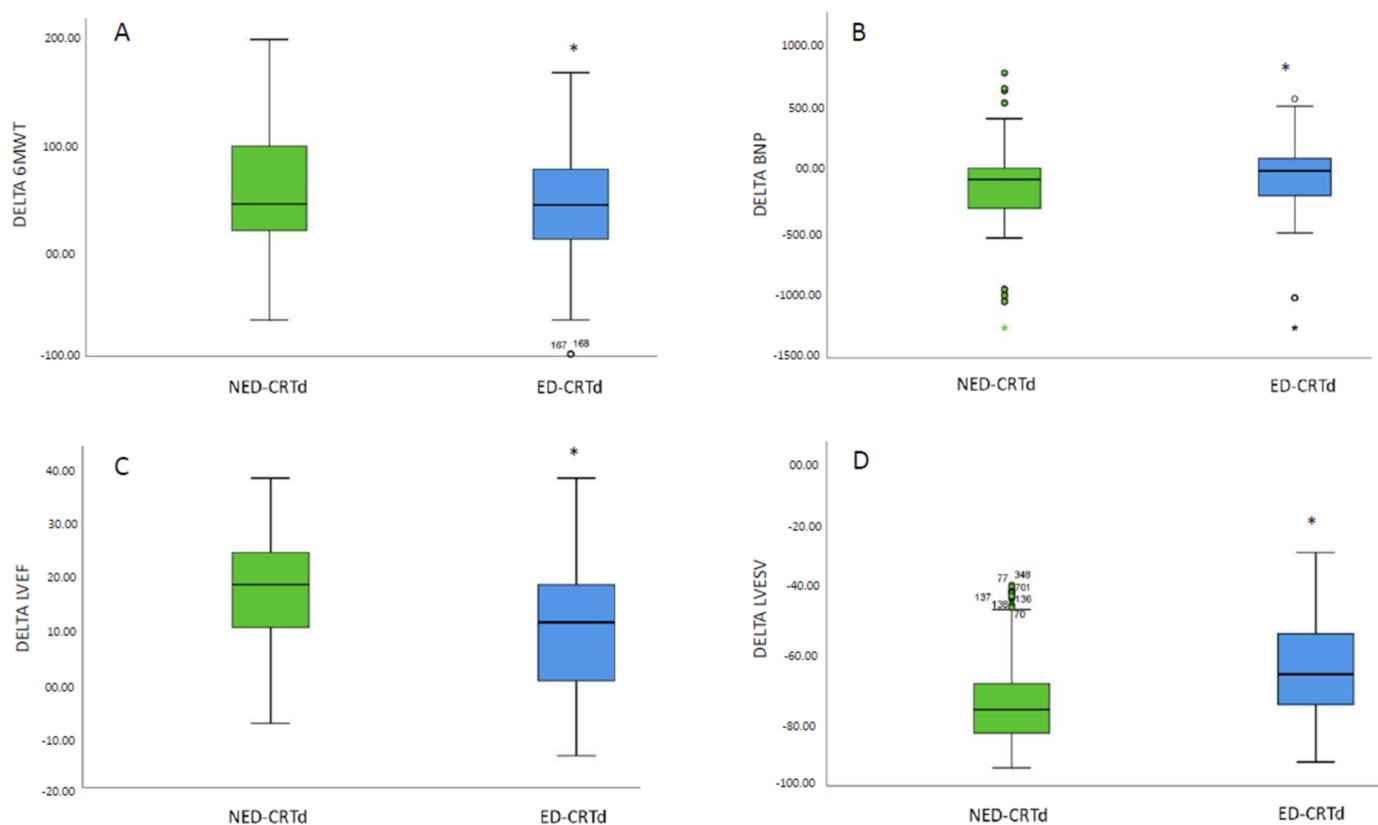 A
DELTA 6MWT
200.00
100.00
00.00
-100.00
*
167 168
NED-CRTd
ED-CRTd
B
DELTA BNP
1000.00
500.00
00.00
-500.00
-1000.00
-1500.00
*
*
*
NED-CRTd
ED-CRTd
C
DELTA LVEF
40.00
30.00
20.00
10.00
00.00
-10.00
-20.00
*
NED-CRTd
ED-CRTd
D
DELTA LVESV
00.00
-20.00
-40.00
-60.00
-80.00
-100.00
*
77 348
701
137 138 136
70
NED-CRTd
ED-CRTd